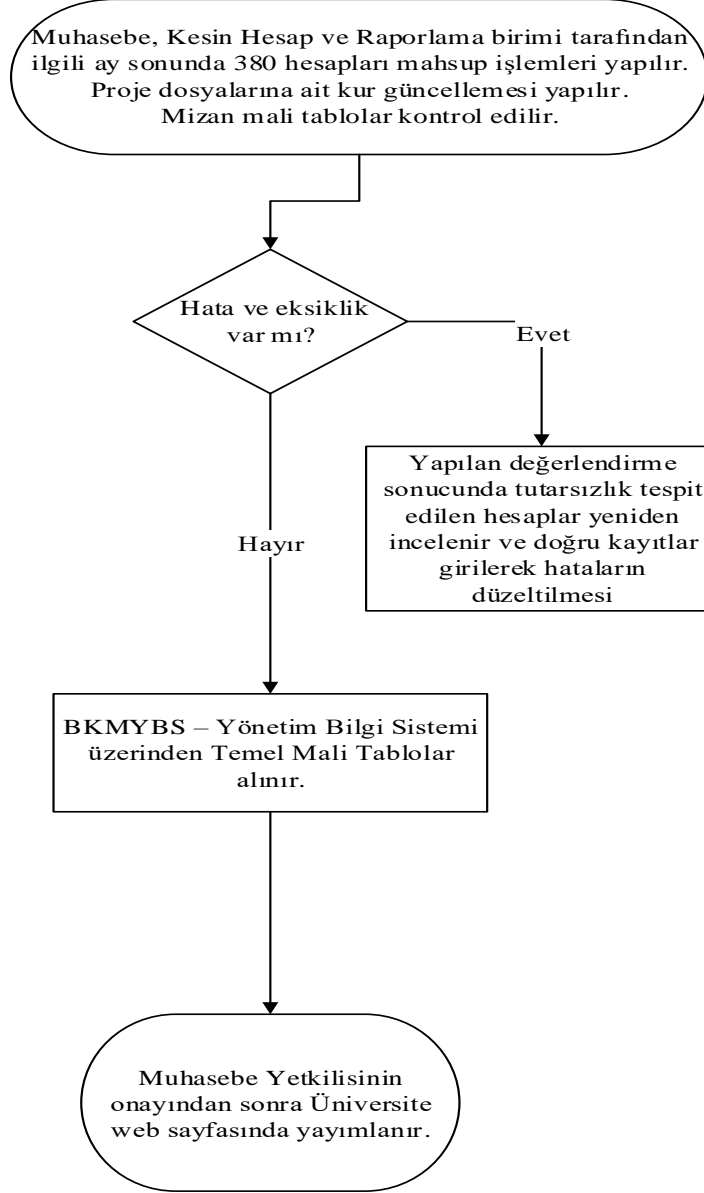 Muhasebe, Kesin Hesap ve Raporlama birimi tarafından
ilgili ay sonunda 380 hesapları mahsup işlemleri yapılır.
Proje dosyalarına ait kur güncellemesi yapılır.
Mizan mali tablolar kontrol edilir.
Hata ve eksiklik
var mı?
Evet
Yapılan değerlendirme
sonucunda tutarsızlık tespit
edilen hesaplar yeniden
incelenir ve doğru kayıtlar
girilerek hataların
düzeltilmesi
Hayır
BKMYBS – Yönetim Bilgi Sistemi
üzerinden Temel Mali Tablolar
alınır.
Muhasebe Yetkilisinin
onayından sonra Üniversite
web sayfasında yayımlanır.